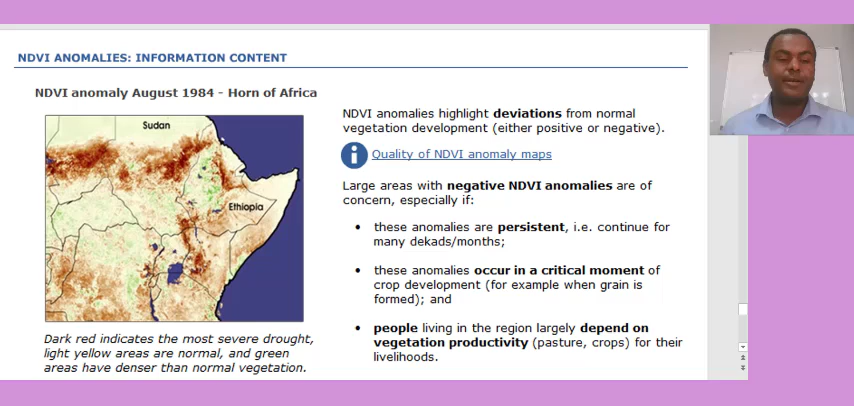 NDVI ANOMALIES: INFORMATION CONTENT
NDVI anomaly August 1984 - Horn of Africa
Sudan
Ethiopia
Dark red indicates the most severe drought,
light yellow areas are normal, and green
areas have denser than normal vegetation.
NDVI anomalies highlight deviations from normal
vegetation development (either positive or negative).
i Quality of NDVI anomaly maps
Large areas with negative NDVI anomalies are of
concern, especially if:
• these anomalies are persistent, i.e. continue for
many dekads/months;
• these anomalies occur in a critical moment of
crop development (for example when grain is
formed); and
• people living in the region largely depend on
vegetation productivity (pasture, crops) for their
livelihoods.